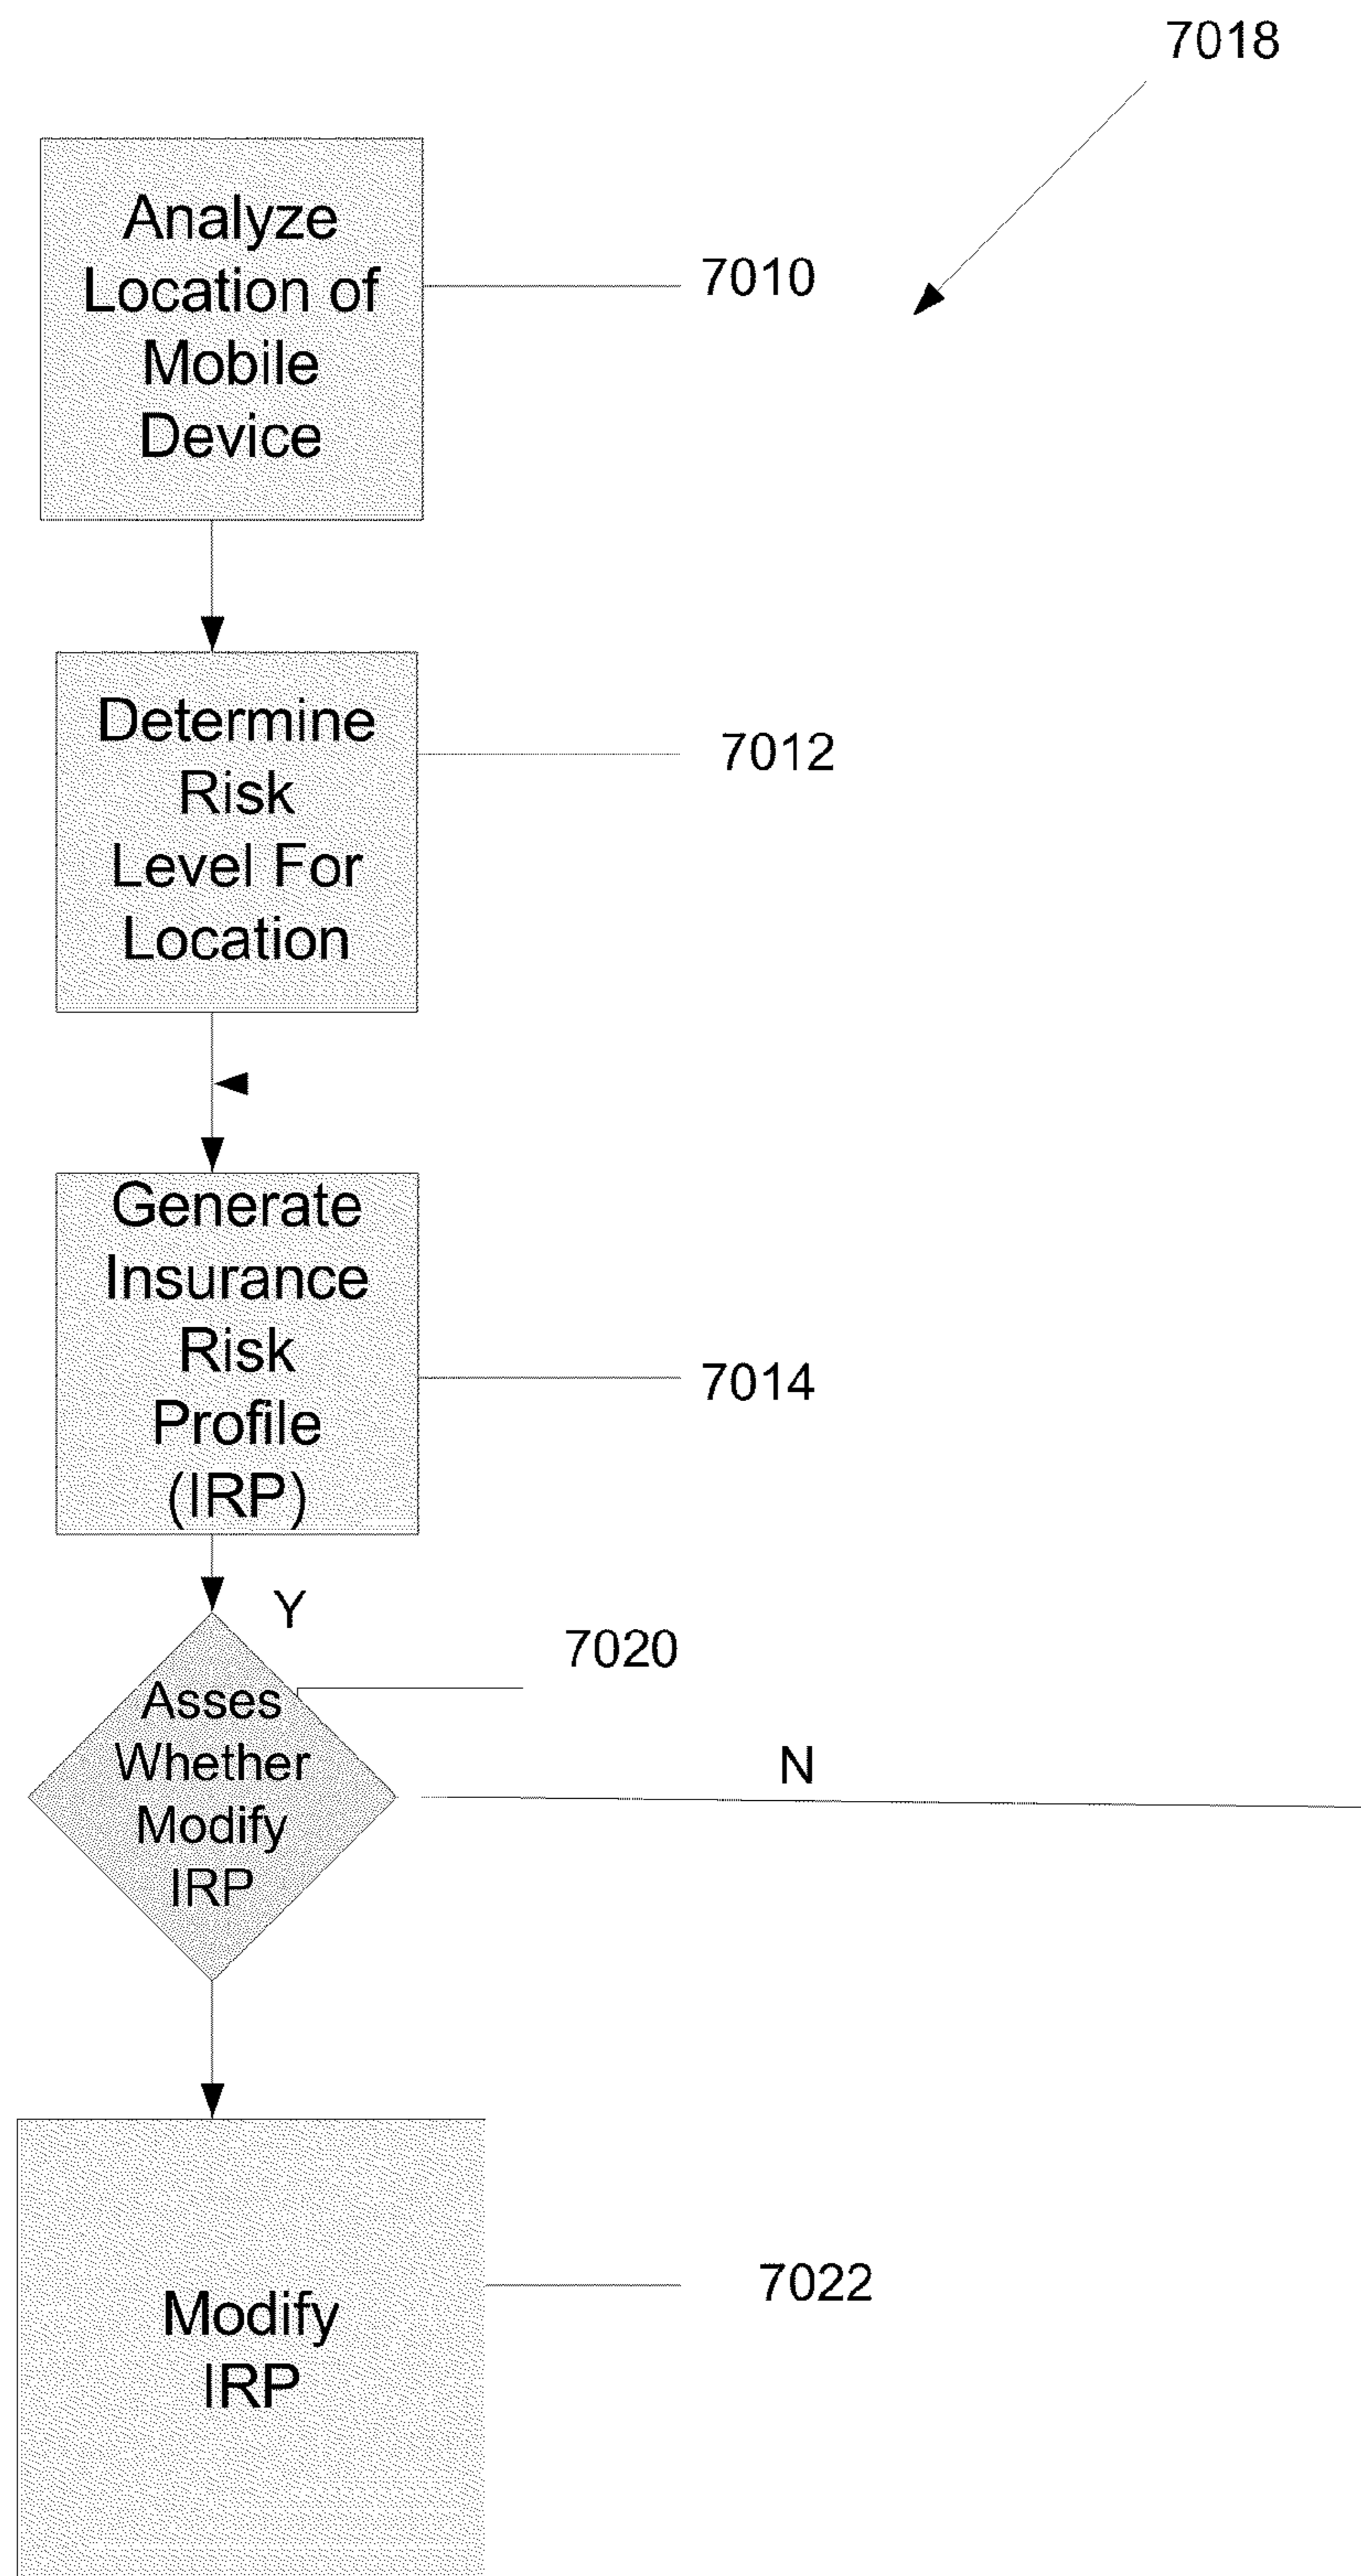 7018
Analyze
Location of
Mobile
Device
7010
Determine
Risk
Level For
Location
7012
Generate
Insurance
Risk
Profile
(IRP)
7014
Y
7020
Asses
Whether
Modify
IRP
N
Modify
IRP
7022